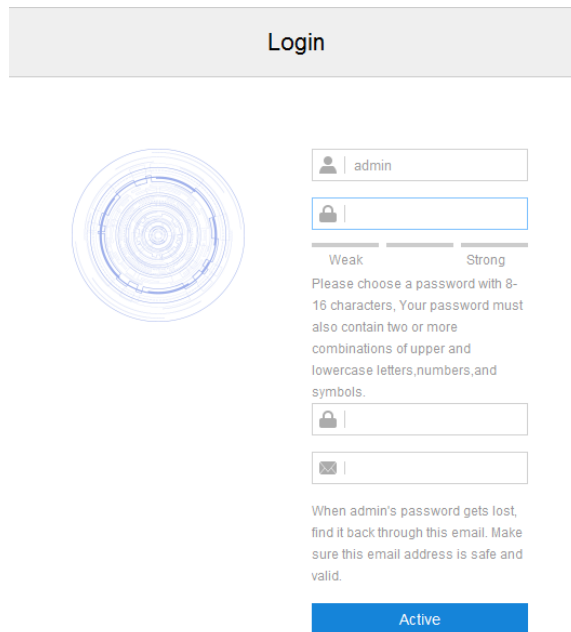 Login
admin
Weak Strong
Please choose a password with 8-
16 characters, Your password must
also contain two or more
combinations of upper and
lowercase letters,numbers,and
symbols.
When admin's password gets lost,
find it back through this email. Make
sure this email address is safe and
valid.
Active